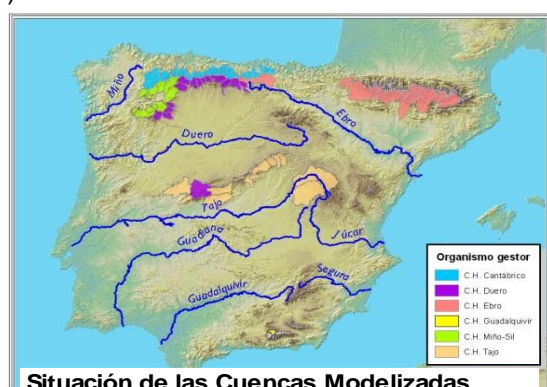 )
Miño
Duero
Ebro
Tajo
Guadiana
Júcar
Guadalquivir
Segura
Organismo gestor
C.H. Cantábrico
C.H. Duero
C.H. Ebro
C.H. Guadalquivir
C.H. Miño-Sil
C.H. Tajo
Situación de las Cuencas Modelizadas